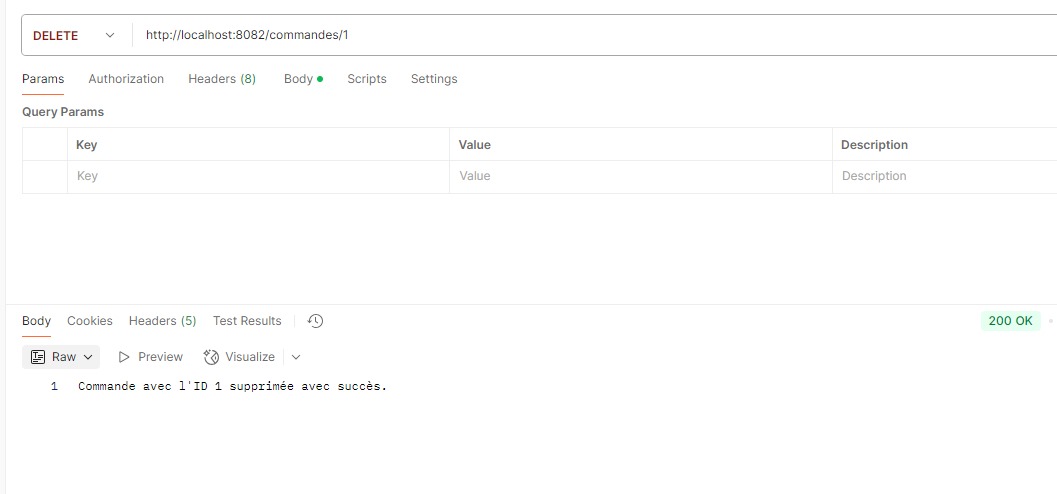 DELETE http://localhost:8082/commandes/1
Params Authorization Headers (8) Body Scripts Settings
Query Params
Key Value Description
Key Value Description
Body Cookies Headers (5) Test Results 200 OK
Raw Preview Visualize
1 Commande avec l'ID 1 supprimée avec succès.